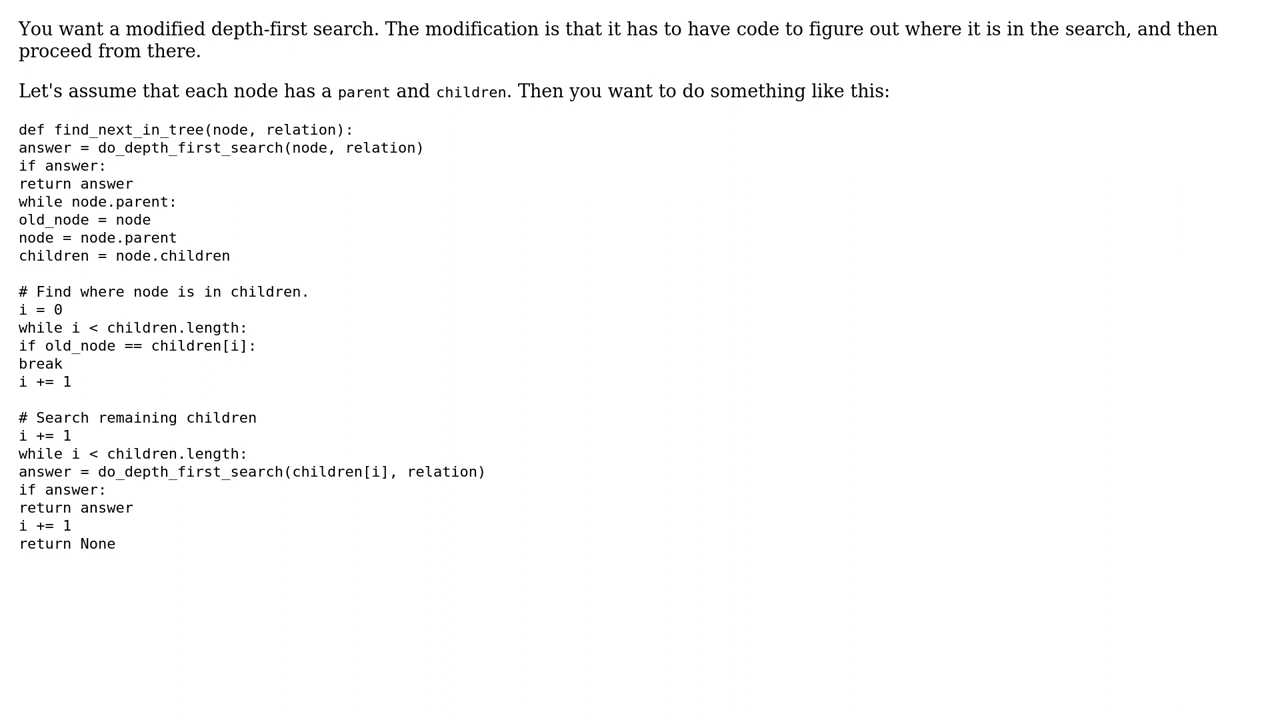 You want a modified depth-first search. The modification is that it has to have code to figure out where it is in the search, and then
proceed from there.
Let's assume that each node has a parent and children. Then you want to do something like this:
def find_next_in_tree(node, relation):
answer = do_depth_first_search(node, relation)
if answer:
return answer
while node.parent:
old_node = node
node = node.parent
children = node.children
# Find where node is in children.
i = 0
while i < children.length:
if old_node == children[i]:
break
i += 1
# Search remaining children
i += 1
while i < children.length:
answer = do_depth_first_search(children[i], relation)
if answer:
return answer
i += 1
return None